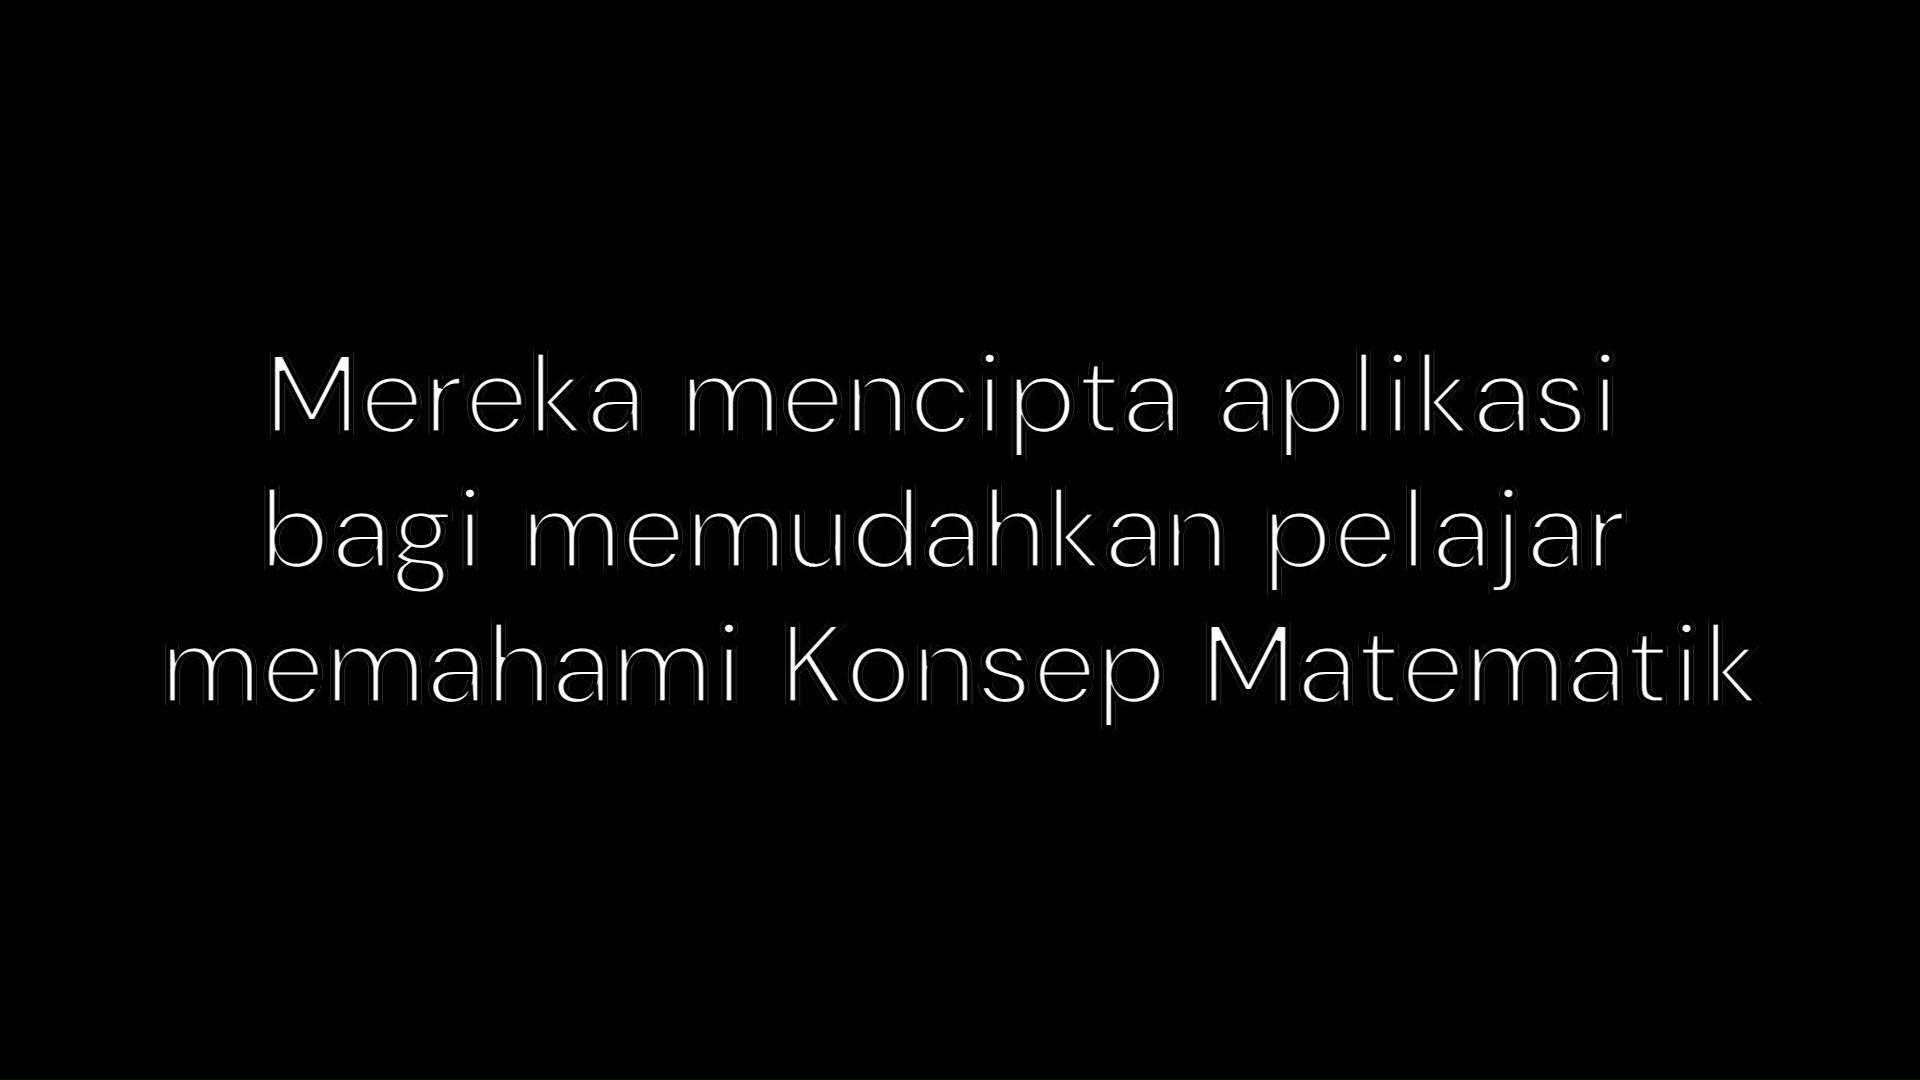 Mereka mencipta aplikasi
bagi memudahkan pelajar
memahami Konsep Matematik